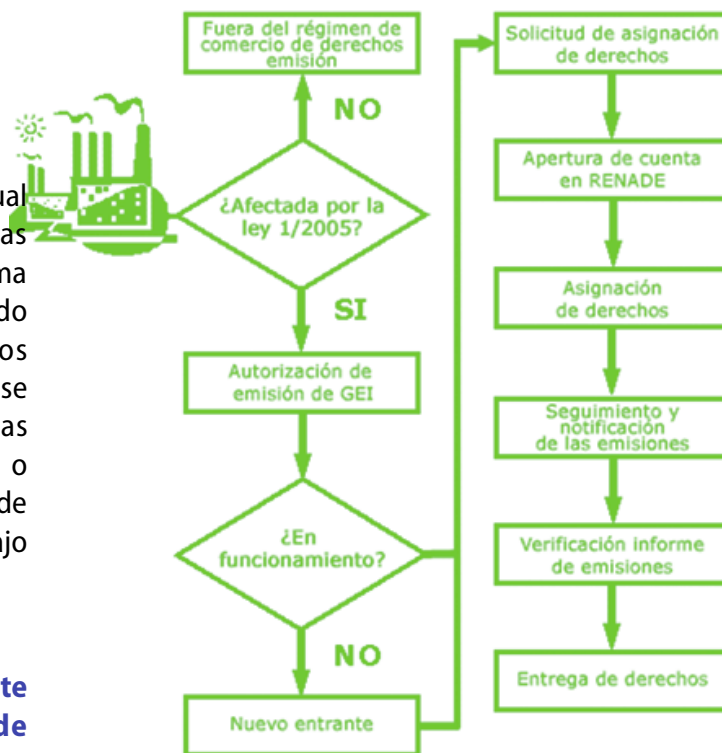 ual
as
ma
do
os
se
as
o
de
ajo
te
de
Fuera del régimen de
comercio de derechos
emisión
NO
¿Afectada por la
ley 1/2005?
SI
Autorización de
emisión de GEI
¿En
funcionamiento?
NO
Nuevo entrante
Solicitud de asignación
de derechos
Apertura de cuenta
en RENADE
Asignación
de derechos
Seguimiento y
notificación
de las emisiones
Verificación informe
de emisiones
Entrega de derechos